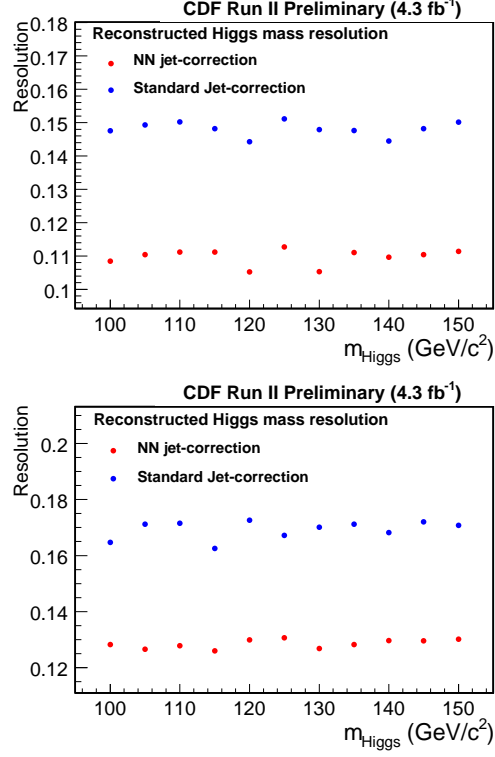 CDF Run II Preliminary (4.3 fb⁻¹)
Resolution
Reconstructed Higgs mass resolution
NN jet-correction
Standard Jet-correction
0.18
0.17
0.16
0.15
0.14
0.13
0.12
0.11
0.1
100 110 120 130 140 150
m_Higgs (GeV/c²)
CDF Run II Preliminary (4.3 fb⁻¹)
Resolution
Reconstructed Higgs mass resolution
NN jet-correction
Standard Jet-correction
0.2
0.18
0.16
0.14
0.12
100 110 120 130 140 150
m_Higgs (GeV/c²)